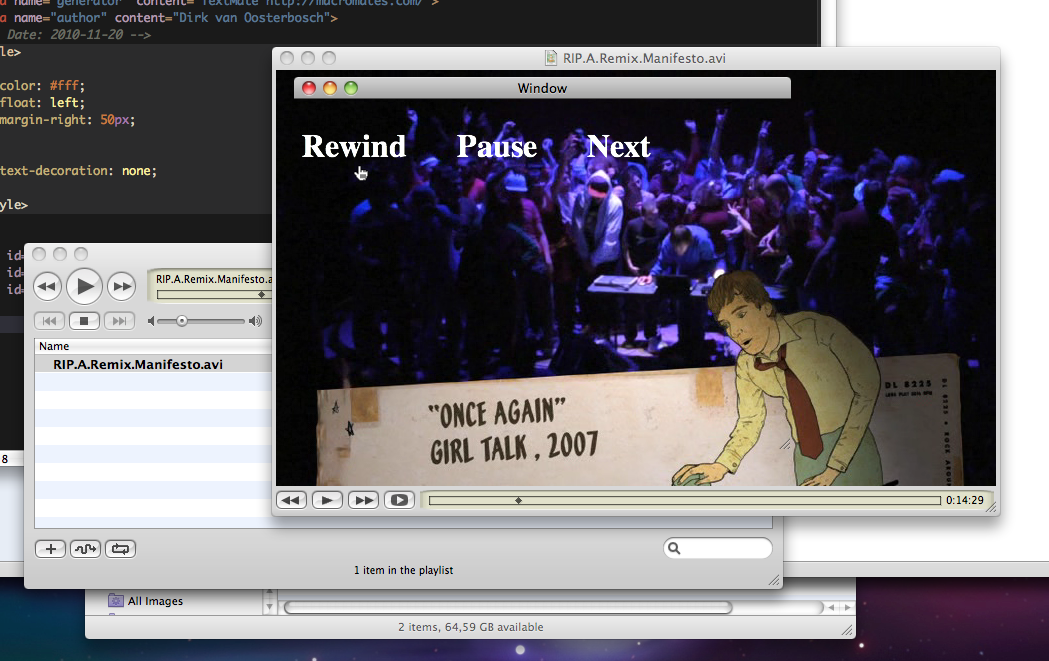 name="generator" content="TextMate http://macromates.com/">
name="author" content="Dirk van Oosterbosch">
Date: 2010-11-20 -->
color: #fff;
float: left;
margin-right: 50px;
text-decoration: none;
id=
id=
id=
8
RIP.A.Remix.Manifesto.avi
Window
Rewind Pause Next
"ONCE AGAIN"
GIRL TALK, 2007
DL 8235
0:14:29
RIP.A.Remix.Manifesto.a
Name
RIP.A.Remix.Manifesto.avi
1 item in the playlist
All Images
2 items, 64,59 GB available